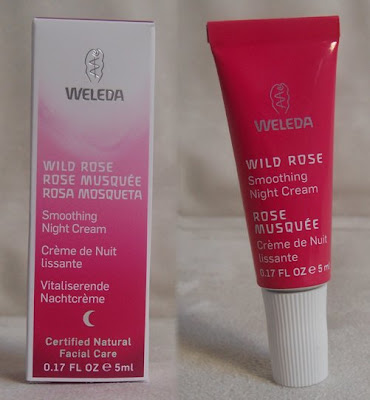 WELEDA
WILD ROSE
ROSE MUSQUÉE
ROSA MOSQUETA
Smoothing
Night Cream
Crème de Nuit
lissante
Vitaliserende
Nachtcrème
Certified Natural
Facial Care
0.17 FL OZ ℮ 5ml
WELEDA
WILD ROSE
Smoothing
Night Cream
ROSE
MUSQUÉE
Crème de Nuit
lissante
0.17 FL OZ ℮ 5ml